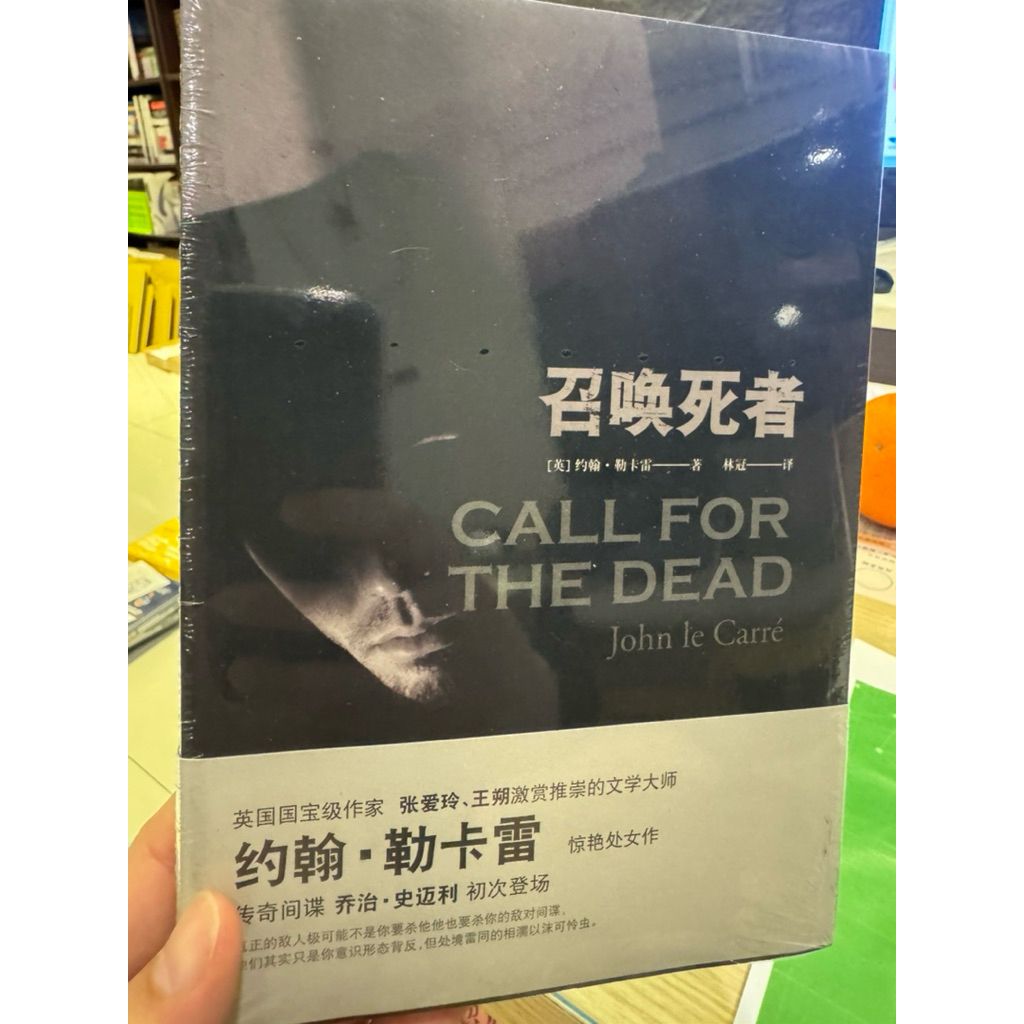 召唤死者
[英]约翰·勒卡雷——著 林冠——译
CALL FOR
THE DEAD
John le Carré
英国国宝级作家 张爱玲、王朔激赏推崇的文学大师
约翰·勒卡雷 惊艳处女作
传奇间谍 乔治·史迈利 初次登场
真正的敌人极可能不是你要杀他他也要杀你的敌对间谍，
他们其实只是你意识形态背反，但处境雷同的相濡以沫可怜虫。